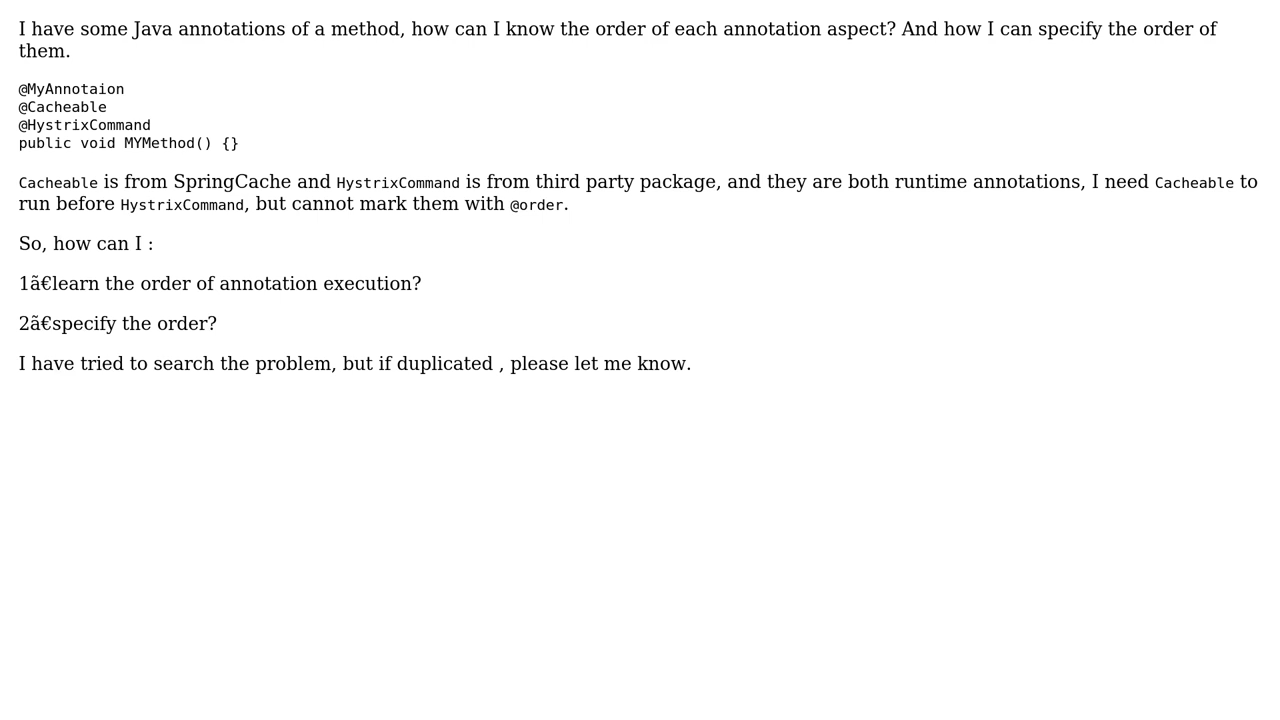 I have some Java annotations of a method, how can I know the order of each annotation aspect? And how I can specify the order of
them.
@MyAnnotaion
@Cacheable
@HystrixCommand
public void MYMethod() {}
Cacheable is from SpringCache and HystrixCommand is from third party package, and they are both runtime annotations, I need Cacheable to
run before HystrixCommand, but cannot mark them with @order.
So, how can I :
1ã€learn the order of annotation execution?
2ã€specify the order?
I have tried to search the problem, but if duplicated , please let me know.